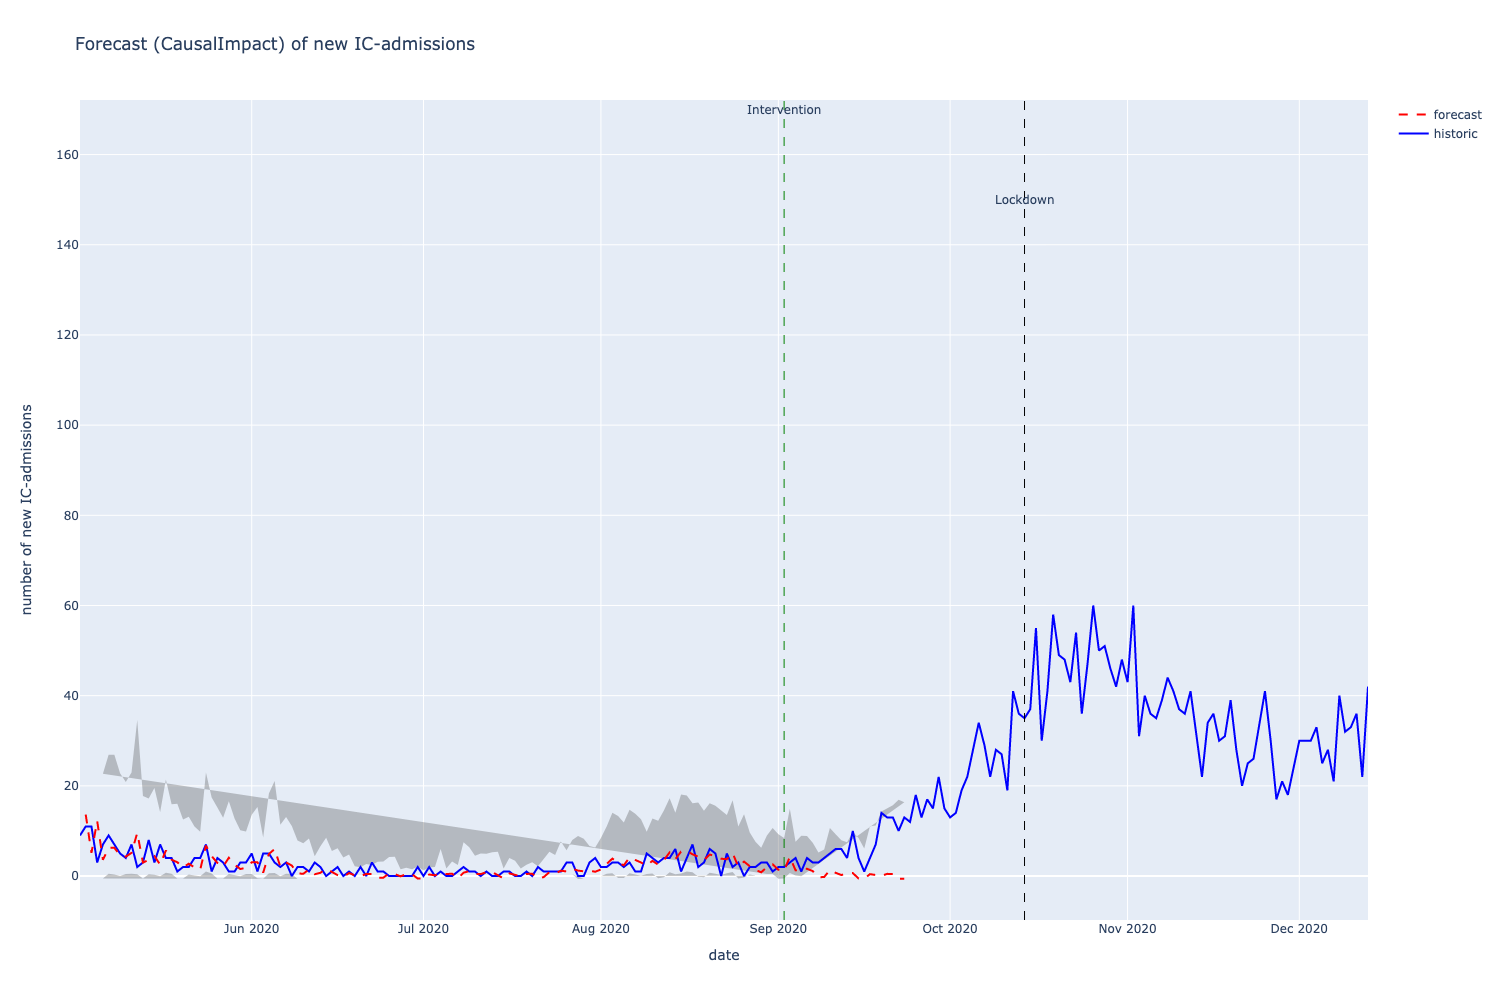 Forecast (CausalImpact) of new IC-admissions
Intervention
forecast
historic
Lockdown
160
140
120
100
80
60
40
20
0
number of new IC-admissions
Jun 2020
Jul 2020
Aug 2020
Sep 2020
Oct 2020
Nov 2020
Dec 2020
date